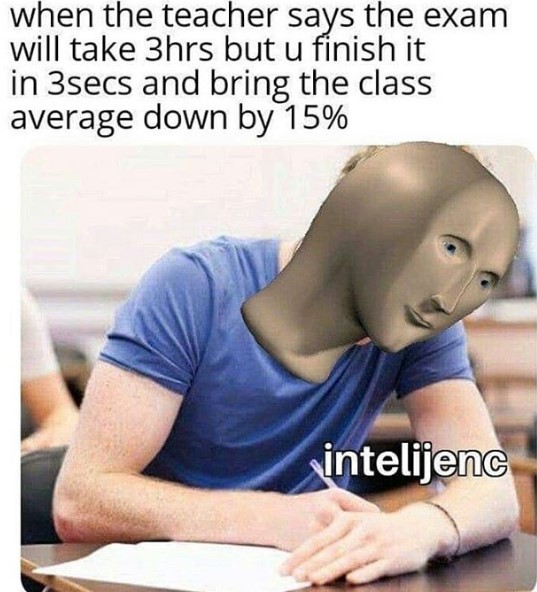 when the teacher says the exam
will take 3hrs but u finish it
in 3secs and bring the class
average down by 15%
intelijenc